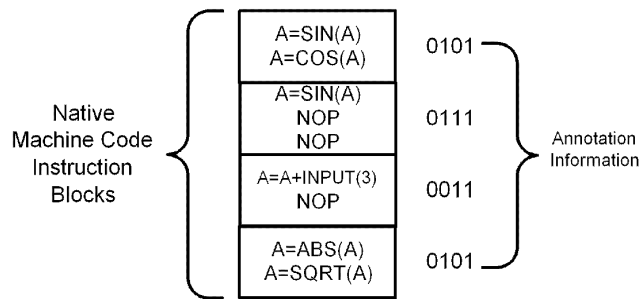 Native
Machine Code
Instruction
Blocks
A=SIN(A)
A=COS(A)
0101
A=SIN(A)
NOP
NOP
0111
A=A+INPUT(3)
NOP
0011
A=ABS(A)
A=SQRT(A)
0101
Annotation
Information